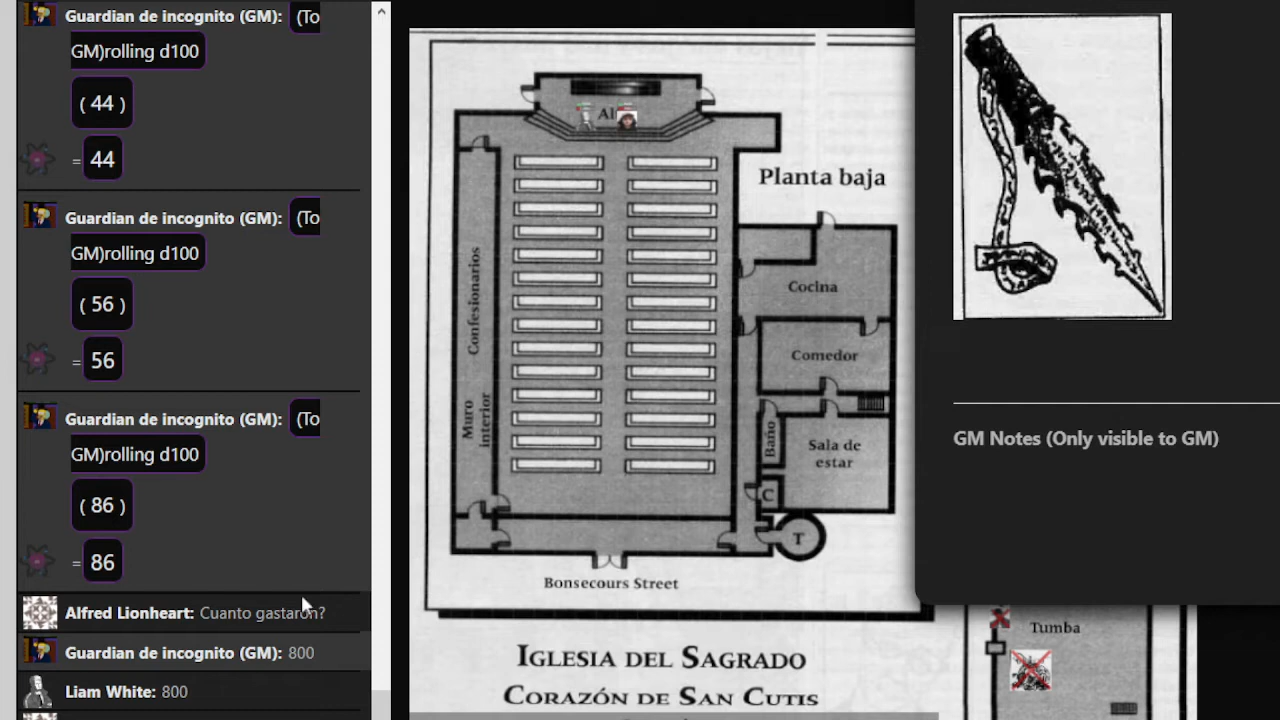 Guardian de incognito (GM): (To
GM)rolling d100
( 44 )
= 44
Guardian de incognito (GM): (To
GM)rolling d100
( 56 )
= 56
Guardian de incognito (GM): (To
GM)rolling d100
( 86 )
= 86
Alfred Lionheart: Cuanto gastaron?
Guardian de incognito (GM): 800
Liam White: 800
Al
Planta baja
Confesionarios
Muro
interior
Cocina
Comedor
Baño
Sala de
estar
C
T
Bonsecours Street
IGLESIA DEL SAGRADO
CORAZÓN DE SAN CUTIS
GM Notes (Only visible to GM)
Tumba